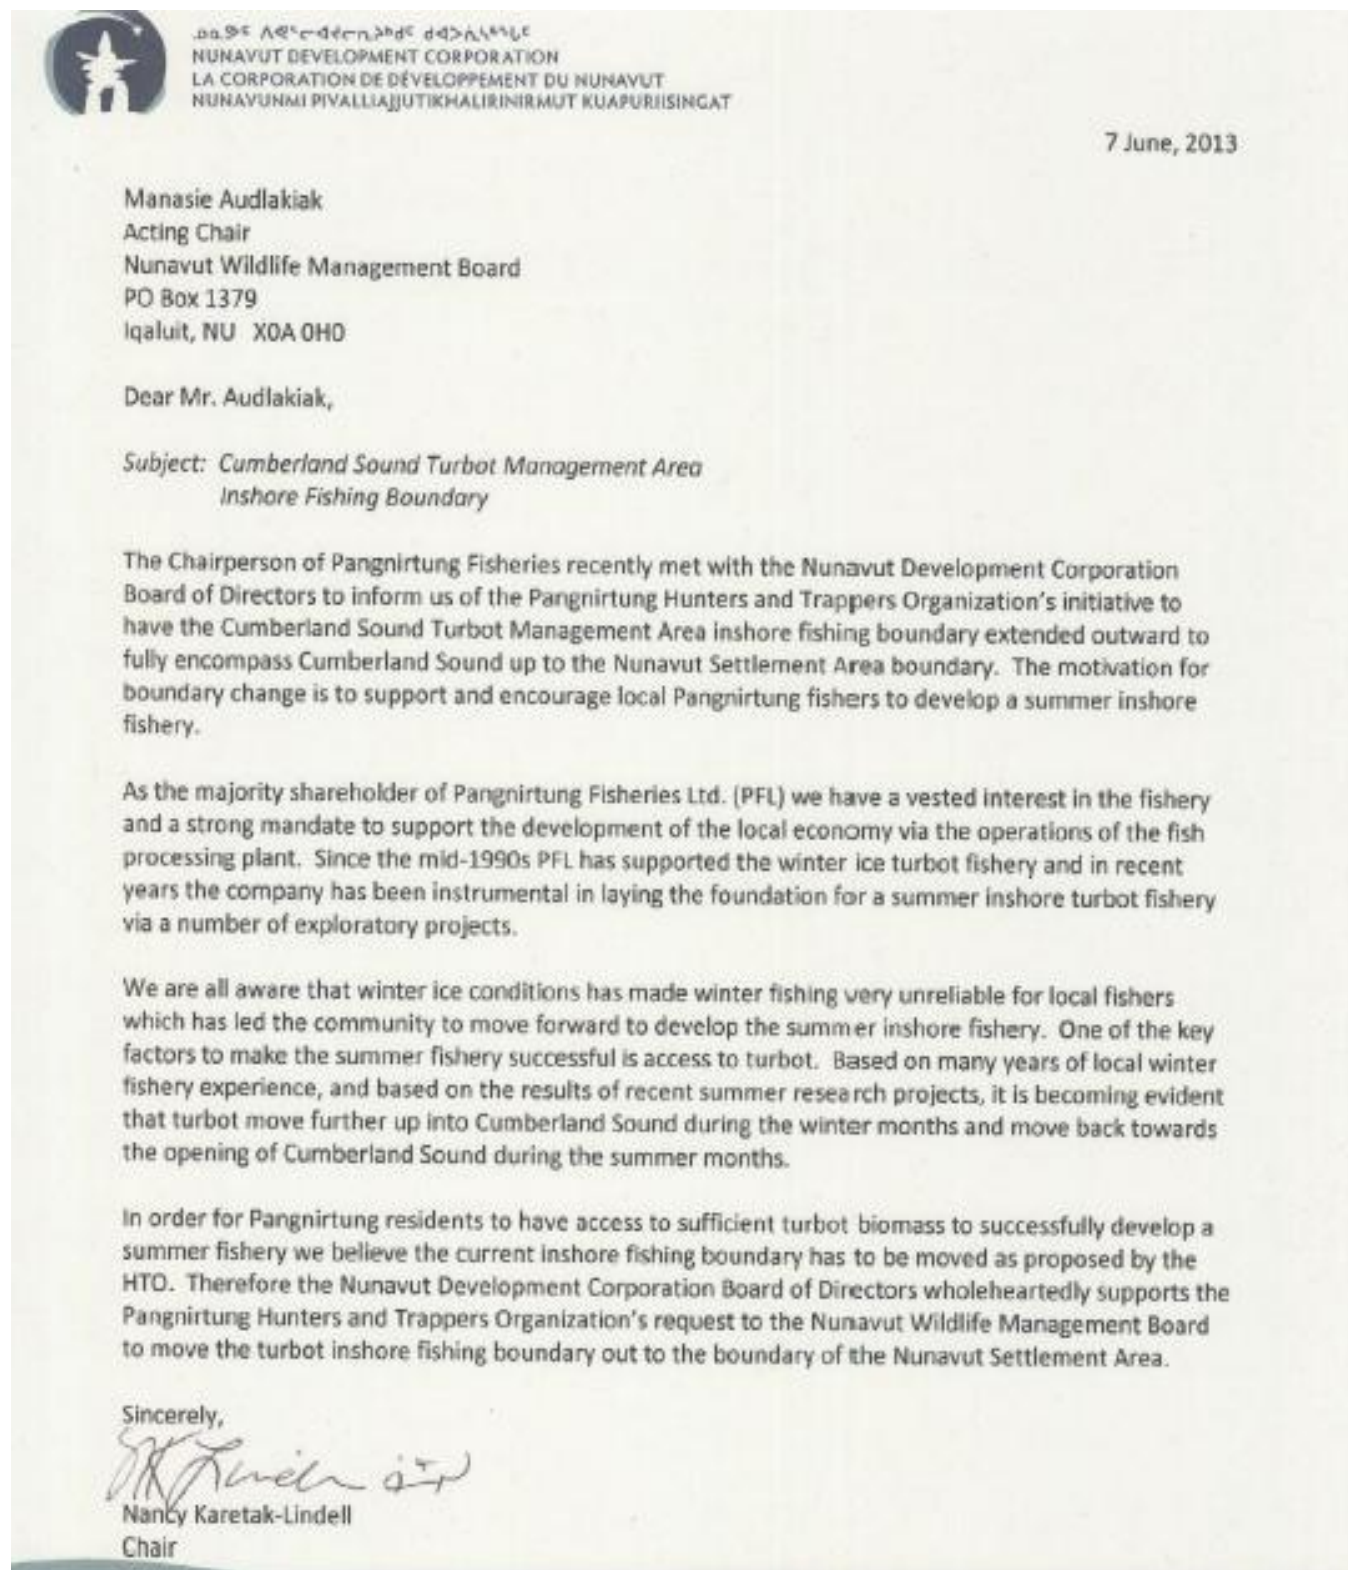 NUNAVUT DEVELOPMENT CORPORATION
LA CORPORATION DE DÉVELOPPEMENT DU NUNAVUT
NUNAVUNMI PIVALLIAJJUTIKHALIRINIRMUT KUAPURIISINGAT
7 June, 2013
Manasie Audlakiak
Acting Chair
Nunavut Wildlife Management Board
PO Box 1379
Iqaluit, NU X0A 0H0
Dear Mr. Audlakiak,
Subject: Cumberland Sound Turbot Management Area
Inshore Fishing Boundary
The Chairperson of Pangnirtung Fisheries recently met with the Nunavut Development Corporation
Board of Directors to inform us of the Pangnirtung Hunters and Trappers Organization's initiative to
have the Cumberland Sound Turbot Management Area inshore fishing boundary extended outward to
fully encompass Cumberland Sound up to the Nunavut Settlement Area boundary. The motivation for
boundary change is to support and encourage local Pangnirtung fishers to develop a summer inshore
fishery.
As the majority shareholder of Pangnirtung Fisheries Ltd. (PFL) we have a vested interest in the fishery
and a strong mandate to support the development of the local economy via the operations of the fish
processing plant. Since the mid-1990s PFL has supported the winter ice turbot fishery and in recent
years the company has been instrumental in laying the foundation for a summer inshore turbot fishery
via a number of exploratory projects.
We are all aware that winter ice conditions has made winter fishing very unreliable for local fishers
which has led the community to move forward to develop the summer inshore fishery. One of the key
factors to make the summer fishery successful is access to turbot. Based on many years of local winter
fishery experience, and based on the results of recent summer research projects, it is becoming evident
that turbot move further up into Cumberland Sound during the winter months and move back towards
the opening of Cumberland Sound during the summer months.
In order for Pangnirtung residents to have access to sufficient turbot biomass to successfully develop a
summer fishery we believe the current inshore fishing boundary has to be moved as proposed by the
HTO. Therefore the Nunavut Development Corporation Board of Directors wholeheartedly supports the
Pangnirtung Hunters and Trappers Organization's request to the Nunavut Wildlife Management Board
to move the turbot inshore fishing boundary out to the boundary of the Nunavut Settlement Area.
Sincerely,
Nancy Karetak-Lindell
Chair